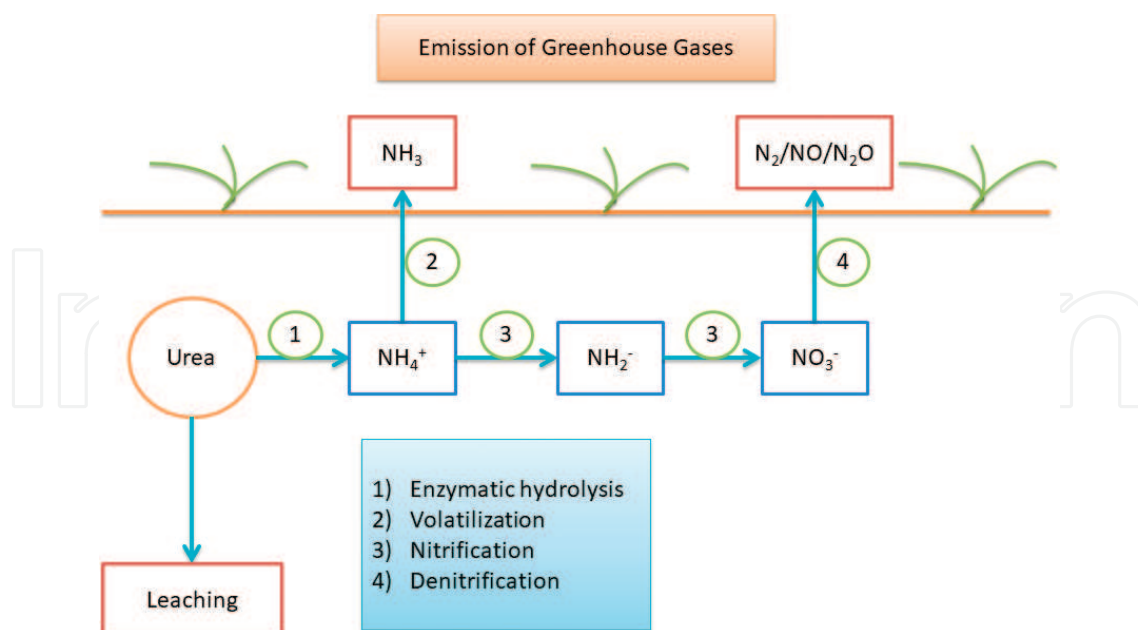 Emission of Greenhouse Gases
NH₃
N₂/NO/N₂O
2
4
Urea
1
NH₄⁺
3
NH₂⁻
3
NO₃⁻
1) Enzymatic hydrolysis
2) Volatilization
3) Nitrification
4) Denitrification
Leaching